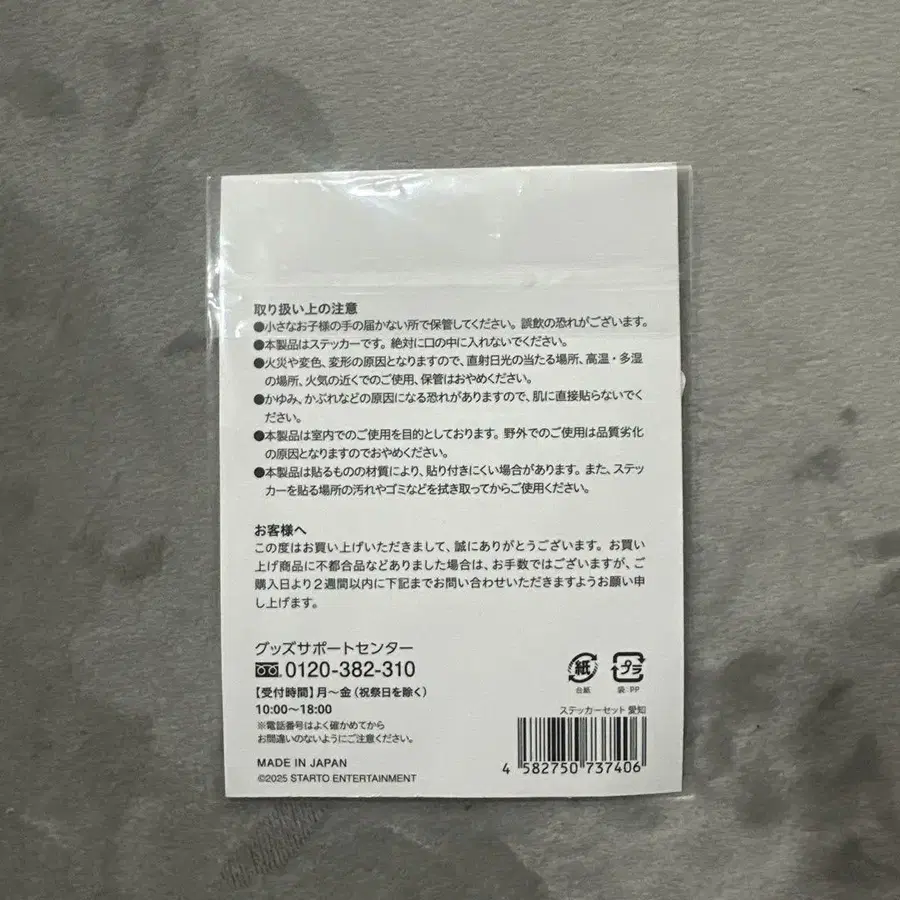 取り扱い上の注意
●小さなお子様の手の届かない所で保管してください。誤飲の恐れがございます。
●本製品はステッカーです。絶対に口の中に入れないでください。
●火災や変色、変形の原因となりますので、直射日光の当たる場所、高温・多湿
の場所、火気の近くでのご使用、保管はおやめください。
●かゆみ、かぶれなどの原因になる恐れがありますので、肌に直接貼らないでく
ださい。
●本製品は室内でのご使用を目的としております。野外でのご使用は品質劣化
の原因となりますのでおやめください。
●本製品は貼るものの材質により、貼り付きにくい場合があります。また、ステッ
カーを貼る場所の汚れやゴミなどを拭き取ってからご使用ください。
お客様へ
この度はお買い上げいただきまして、誠にありがとうございます。お買い
上げ商品に不都合品などありました場合は、お手数ではございますが、ご
購入日より2週間以内に下記までお問い合わせいただきますようお願い申
し上げます。
グッズサポートセンター
0120-382-310
【受付時間】月〜金(祝祭日を除く)
10:00〜18:00
※電話番号はよく確かめてから
お間違いのないようにご注意ください。
MADE IN JAPAN
©2025 STARTO ENTERTAINMENT
紙
台紙
プラ
袋:PP
ステッカーセット 愛知
4 582750 737406